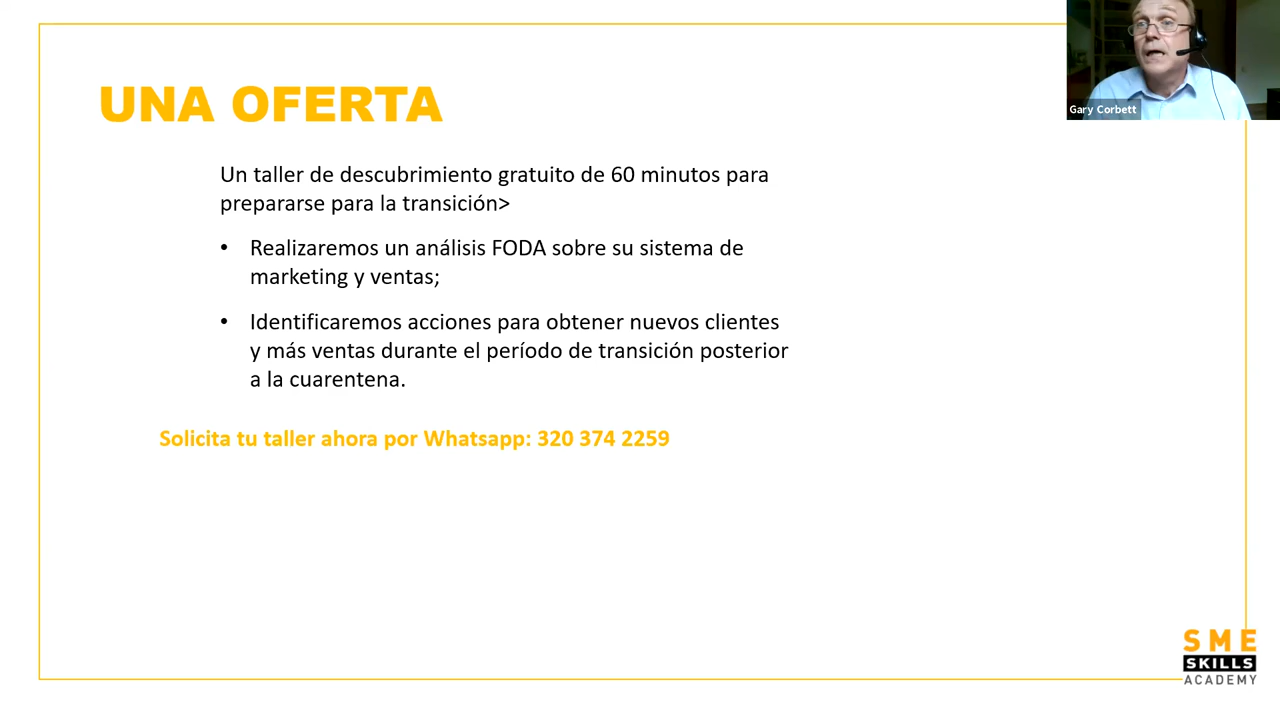 UNA OFERTA
Gary Corbett
Un taller de descubrimiento gratuito de 60 minutos para
prepararse para la transición>
• Realizaremos un análisis FODA sobre su sistema de
marketing y ventas;
• Identificaremos acciones para obtener nuevos clientes
y más ventas durante el período de transición posterior
a la cuarentena.
Solicita tu taller ahora por Whatsapp: 320 374 2259
SME
SKILLS
ACADEMY